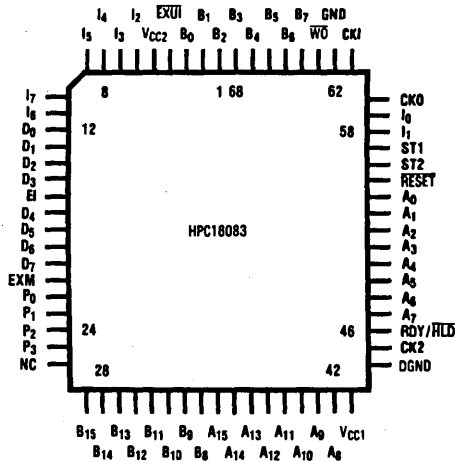 I4 I2 EXUI B1 B3 B5 B7 GND
I5 I3 VCC2 B0 B2 B4 B6 WO CKI
8 1 68 62
I7 CKO
I6 I0
D0 12 58 I1
D1 ST1
D2 ST2
D3 RESET
EI A0
D4 A1
D5 HPC16083 A2
D6 A3
D7 A4
EXM A5
P0 A6
P1 A7
P2 24 46 RDY/HLD
P3 CK2
NC 28 42 DGND
B15 B13 B11 B9 A15 A13 A11 A9 VCC1
B14 B12 B10 B8 A14 A12 A10 A8